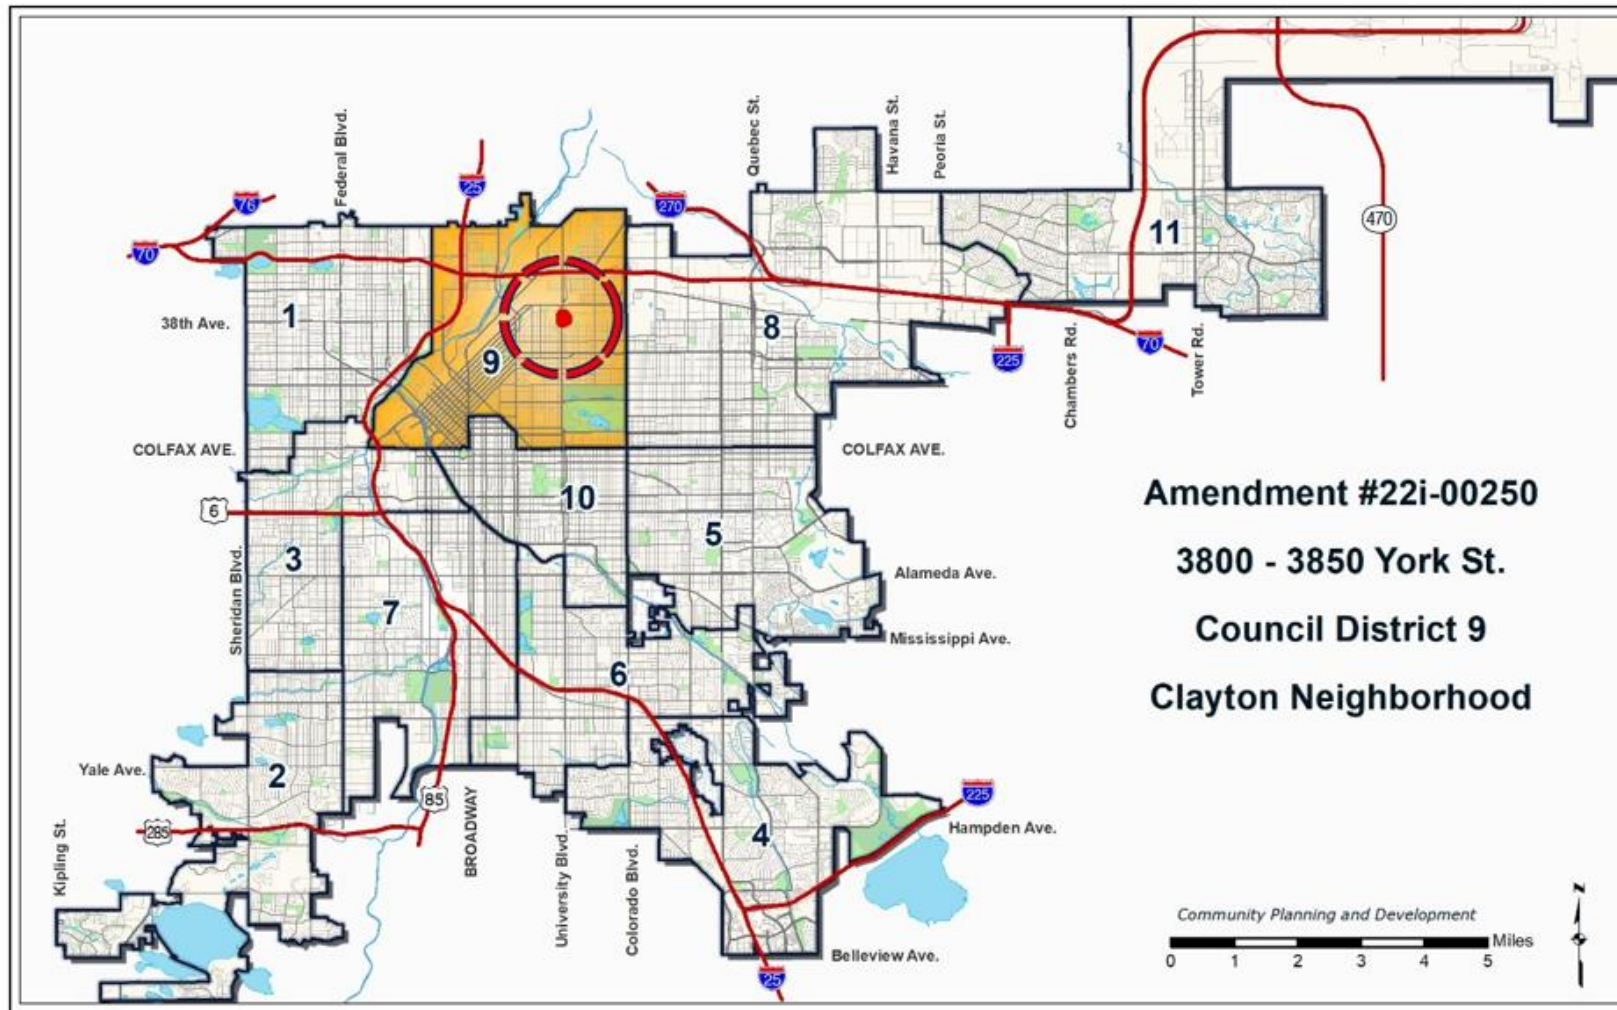 Federal Blvd.
Quebec St.
Havana St.
Peoria St.
76
25
270
470
70
11
1
38th Ave.
9
8
225
70
Chambers Rd.
Tower Rd.
COLFAX AVE.
COLFAX AVE.
10
6
5
3
Sheridan Blvd.
Alameda Ave.
7
Mississippi Ave.
6
Yale Ave.
2
85
225
285
BROADWAY
Hampden Ave.
4
Kipling St.
University Blvd.
Colorado Blvd.
Belleview Ave.
25
Amendment #22i-00250
3800 - 3850 York St.
Council District 9
Clayton Neighborhood
Community Planning and Development
Miles
0 1 2 3 4 5
N